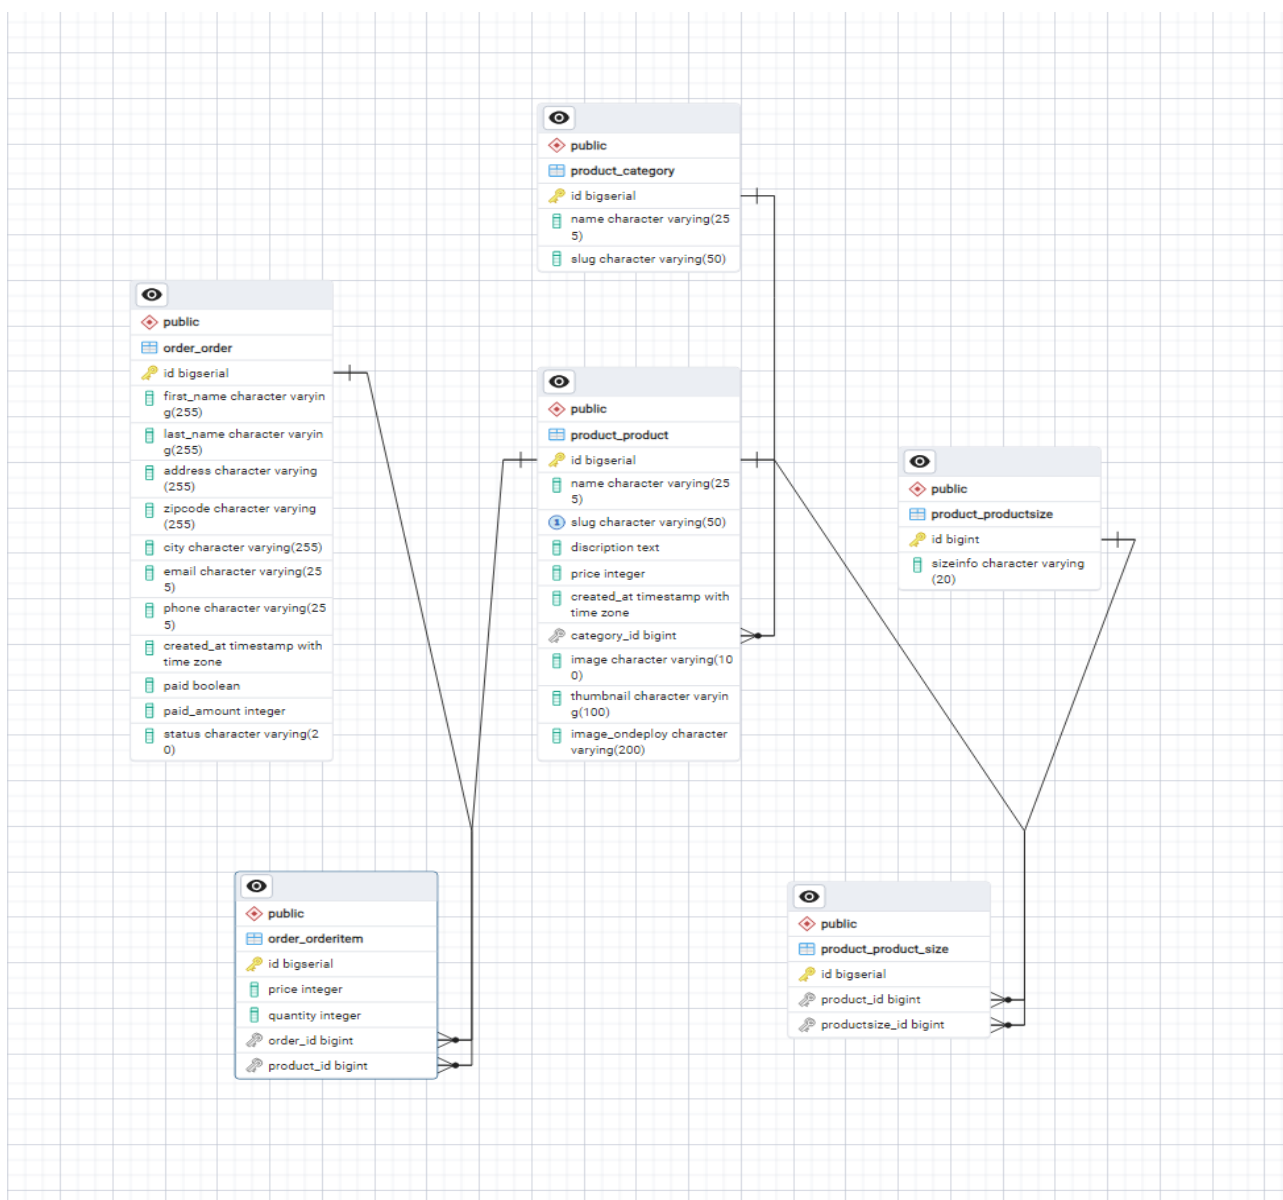 public
product_category
id bigserial
name character varying(25
5)
slug character varying(50)
public
order_order
id bigserial
first_name character varyin
g(255)
last_name character varyin
g(255)
address character varying
(255)
zipcode character varying
(255)
city character varying(255)
email character varying(25
5)
phone character varying(25
5)
created_at timestamp with
time zone
paid boolean
paid_amount integer
status character varying(2
0)
public
product_product
id bigserial
name character varying(25
5)
1 slug character varying(50)
discription text
price integer
created_at timestamp with
time zone
category_id bigint
image character varying(10
0)
thumbnail character varyin
g(100)
image_ondeploy character
varying(200)
public
product_productsize
id bigint
sizeinfo character varying
(20)
public
order_orderitem
id bigserial
price integer
quantity integer
order_id bigint
product_id bigint
public
product_product_size
id bigserial
product_id bigint
productsize_id bigint